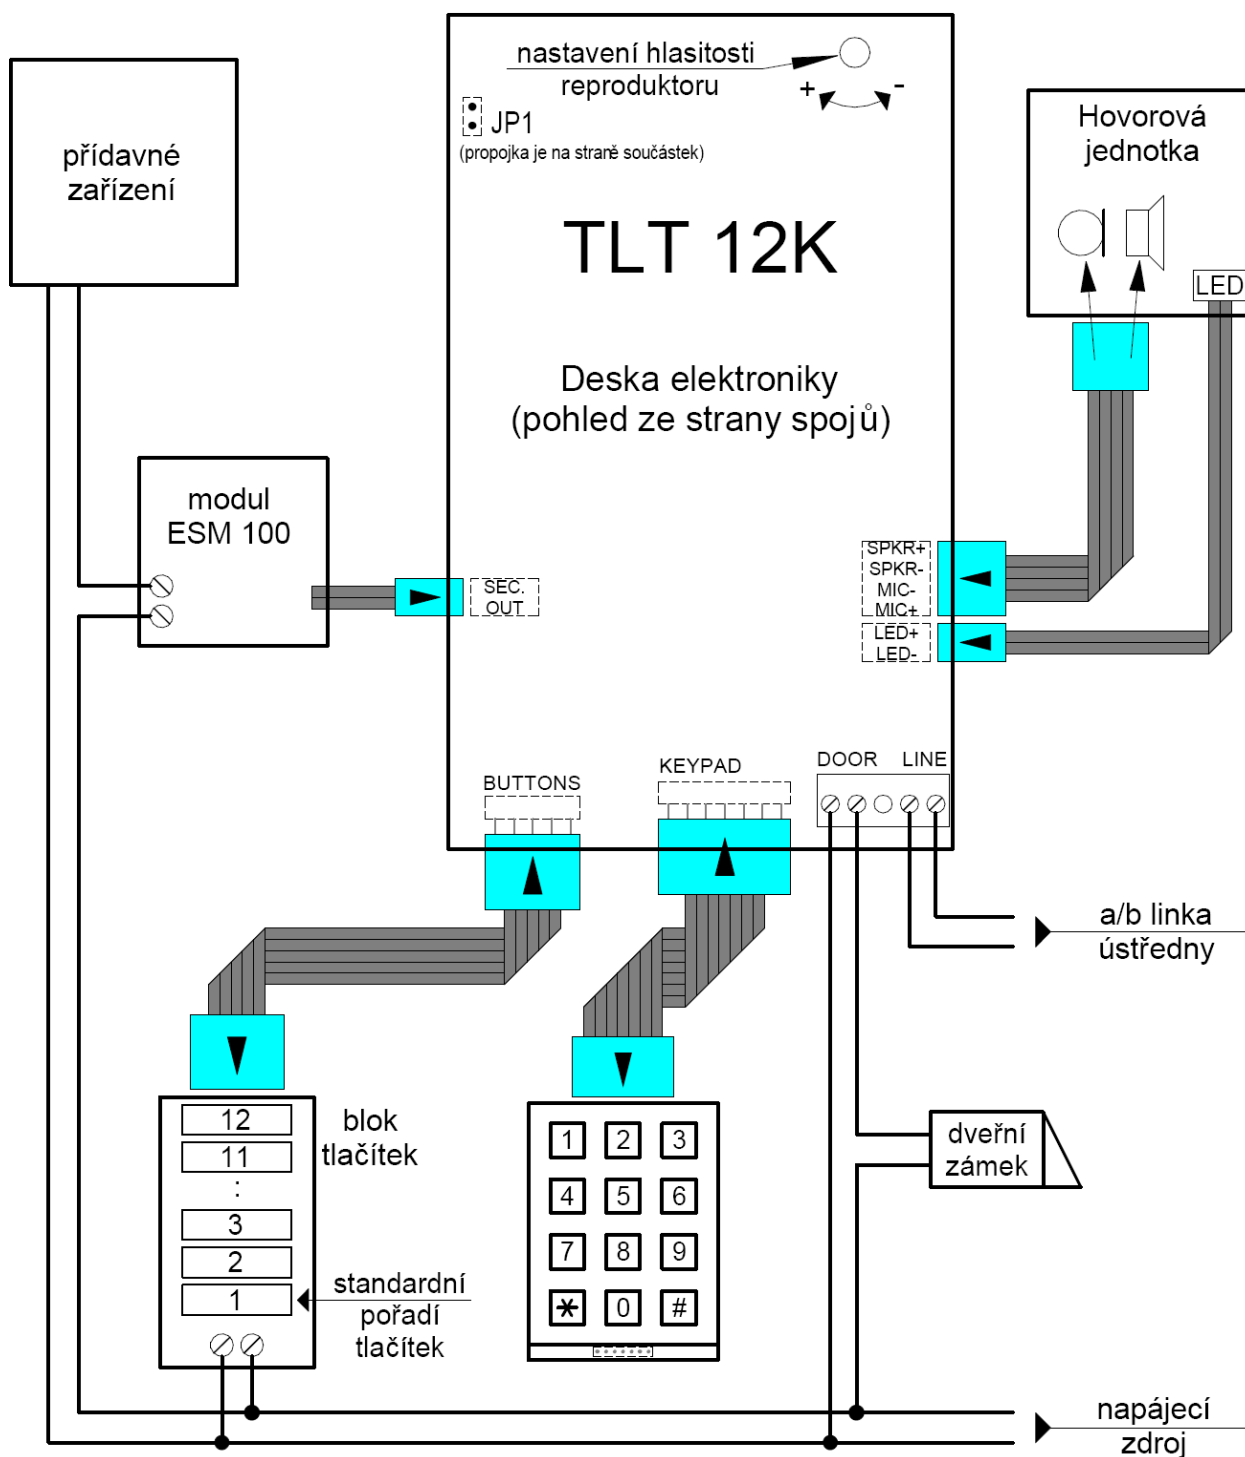 nastavení hlasitosti
reproduktoru
+ -
JP1
(propojka je na straně součástek)
přídavné
zařízení
Hovorová
jednotka
LED
TLT 12K
Deska elektroniky
(pohled ze strany spojů)
modul
ESM 100
SEC.
OUT
SPKR+
SPKR-
MIC-
MIC+
LED+
LED-
BUTTONS
KEYPAD
DOOR LINE
a/b linka
ústředny
12
11
:
3
2
1
blok
tlačítek
standardní
pořadí
tlačítek
1 2 3
4 5 6
7 8 9
* 0 #
dveřní
zámek
napájecí
zdroj